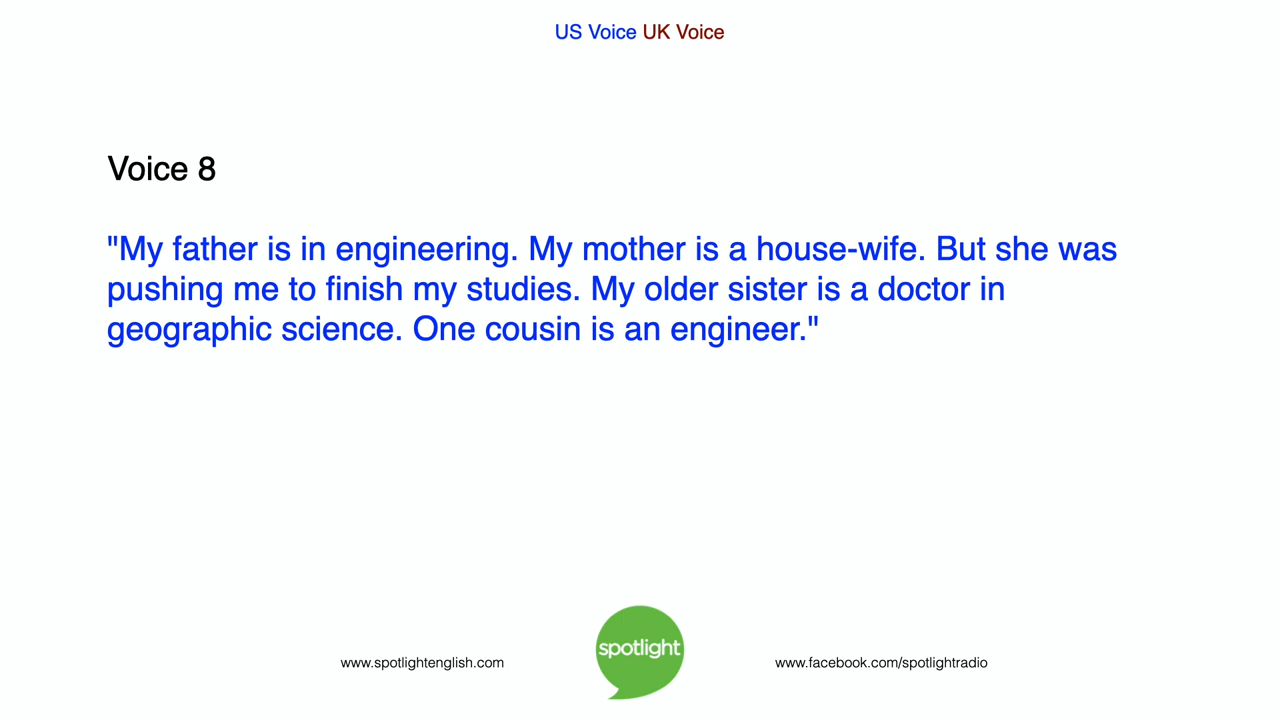 US Voice UK Voice
Voice 8
"My father is in engineering. My mother is a house-wife. But she was
pushing me to finish my studies. My older sister is a doctor in
geographic science. One cousin is an engineer."
www.spotlightenglish.com
spotlight
www.facebook.com/spotlightradio